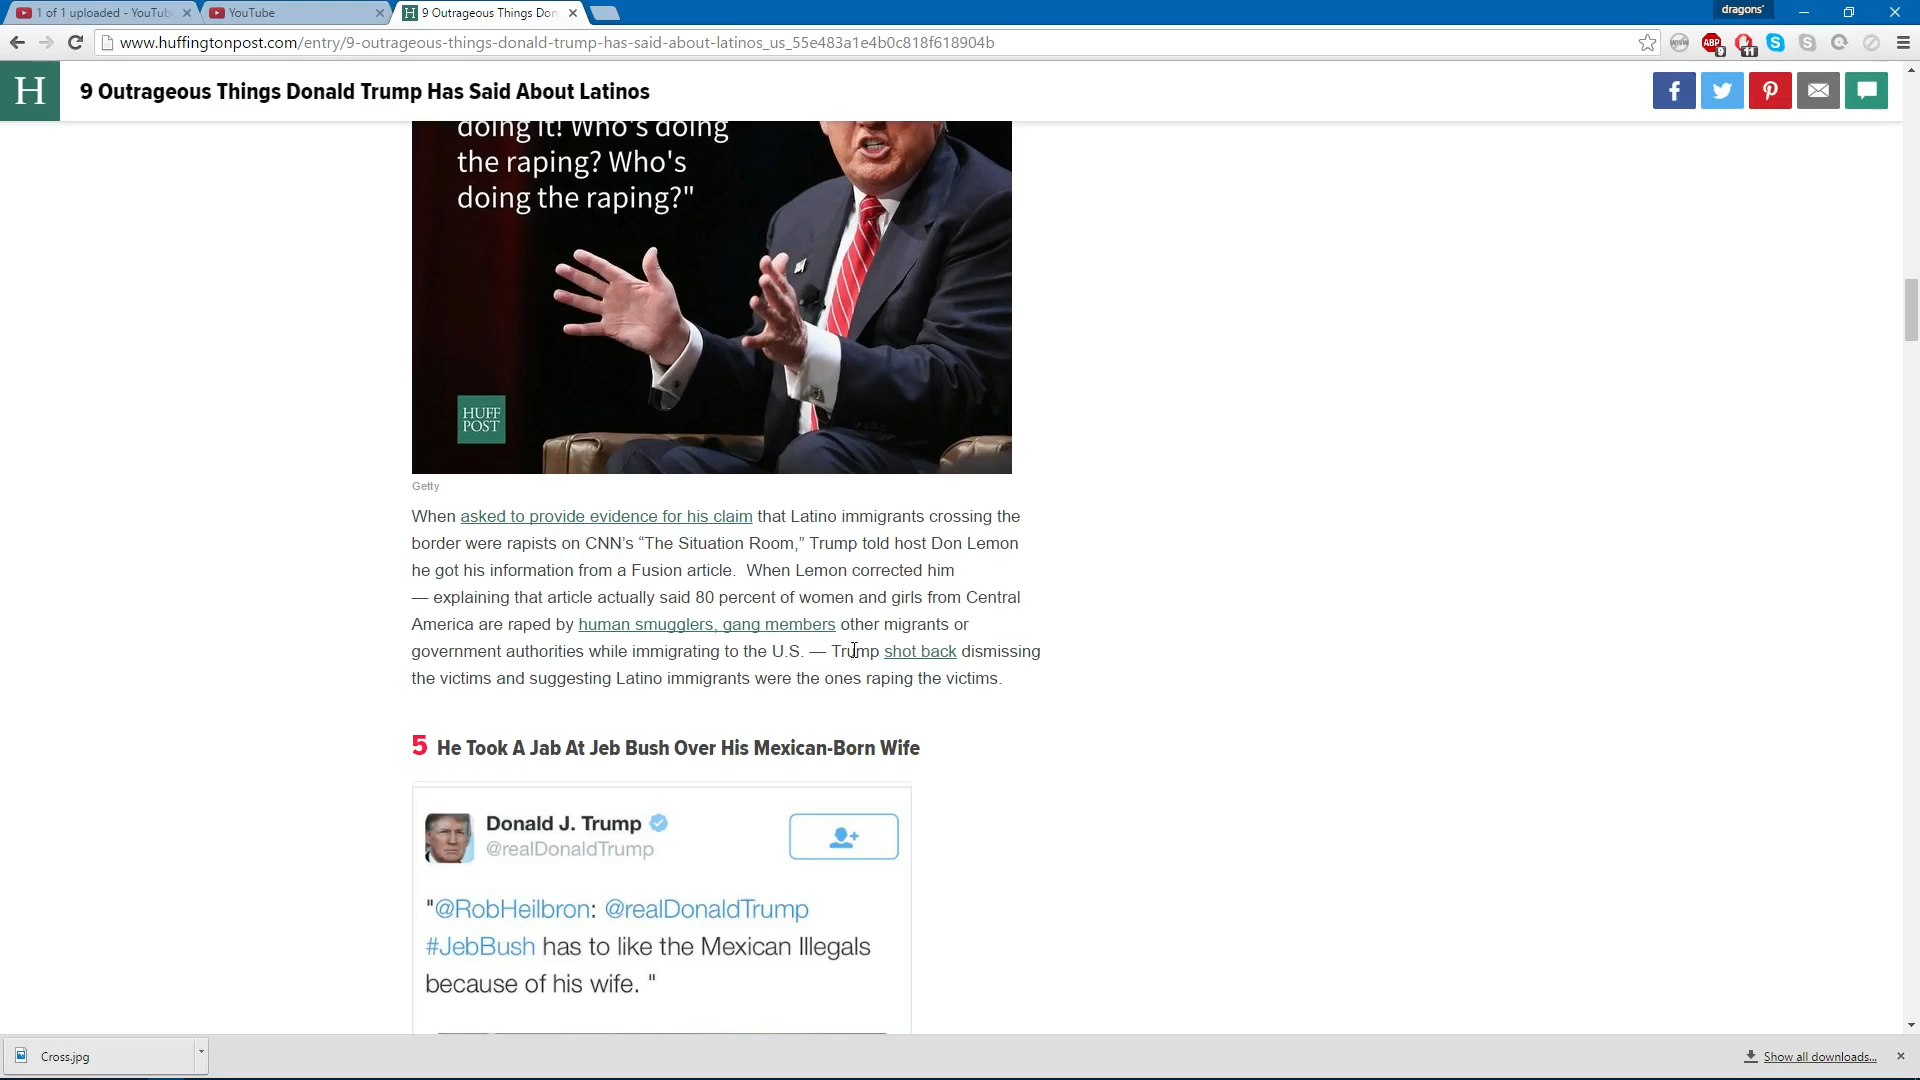 1 of 1 uploaded - YouTub
YouTube
9 Outrageous Things Don
dragons'
www.huffingtonpost.com/entry/9-outrageous-things-donald-trump-has-said-about-latinos_us_55e483a1e4b0c818f618904b
ABP
9
11
H
9 Outrageous Things Donald Trump Has Said About Latinos
doing it! Who's doing
the raping? Who's
doing the raping?"
HUFF
POST
Getty
When asked to provide evidence for his claim that Latino immigrants crossing the
border were rapists on CNN's “The Situation Room,” Trump told host Don Lemon
he got his information from a Fusion article.  When Lemon corrected him
— explaining that article actually said 80 percent of women and girls from Central
America are raped by human smugglers, gang members other migrants or
government authorities while immigrating to the U.S. — Trump shot back dismissing
the victims and suggesting Latino immigrants were the ones raping the victims.
5 He Took A Jab At Jeb Bush Over His Mexican-Born Wife
Donald J. Trump
@realDonaldTrump
"@RobHeilbron: @realDonaldTrump
#JebBush has to like the Mexican Illegals
because of his wife. "
Cross.jpg
Show all downloads...